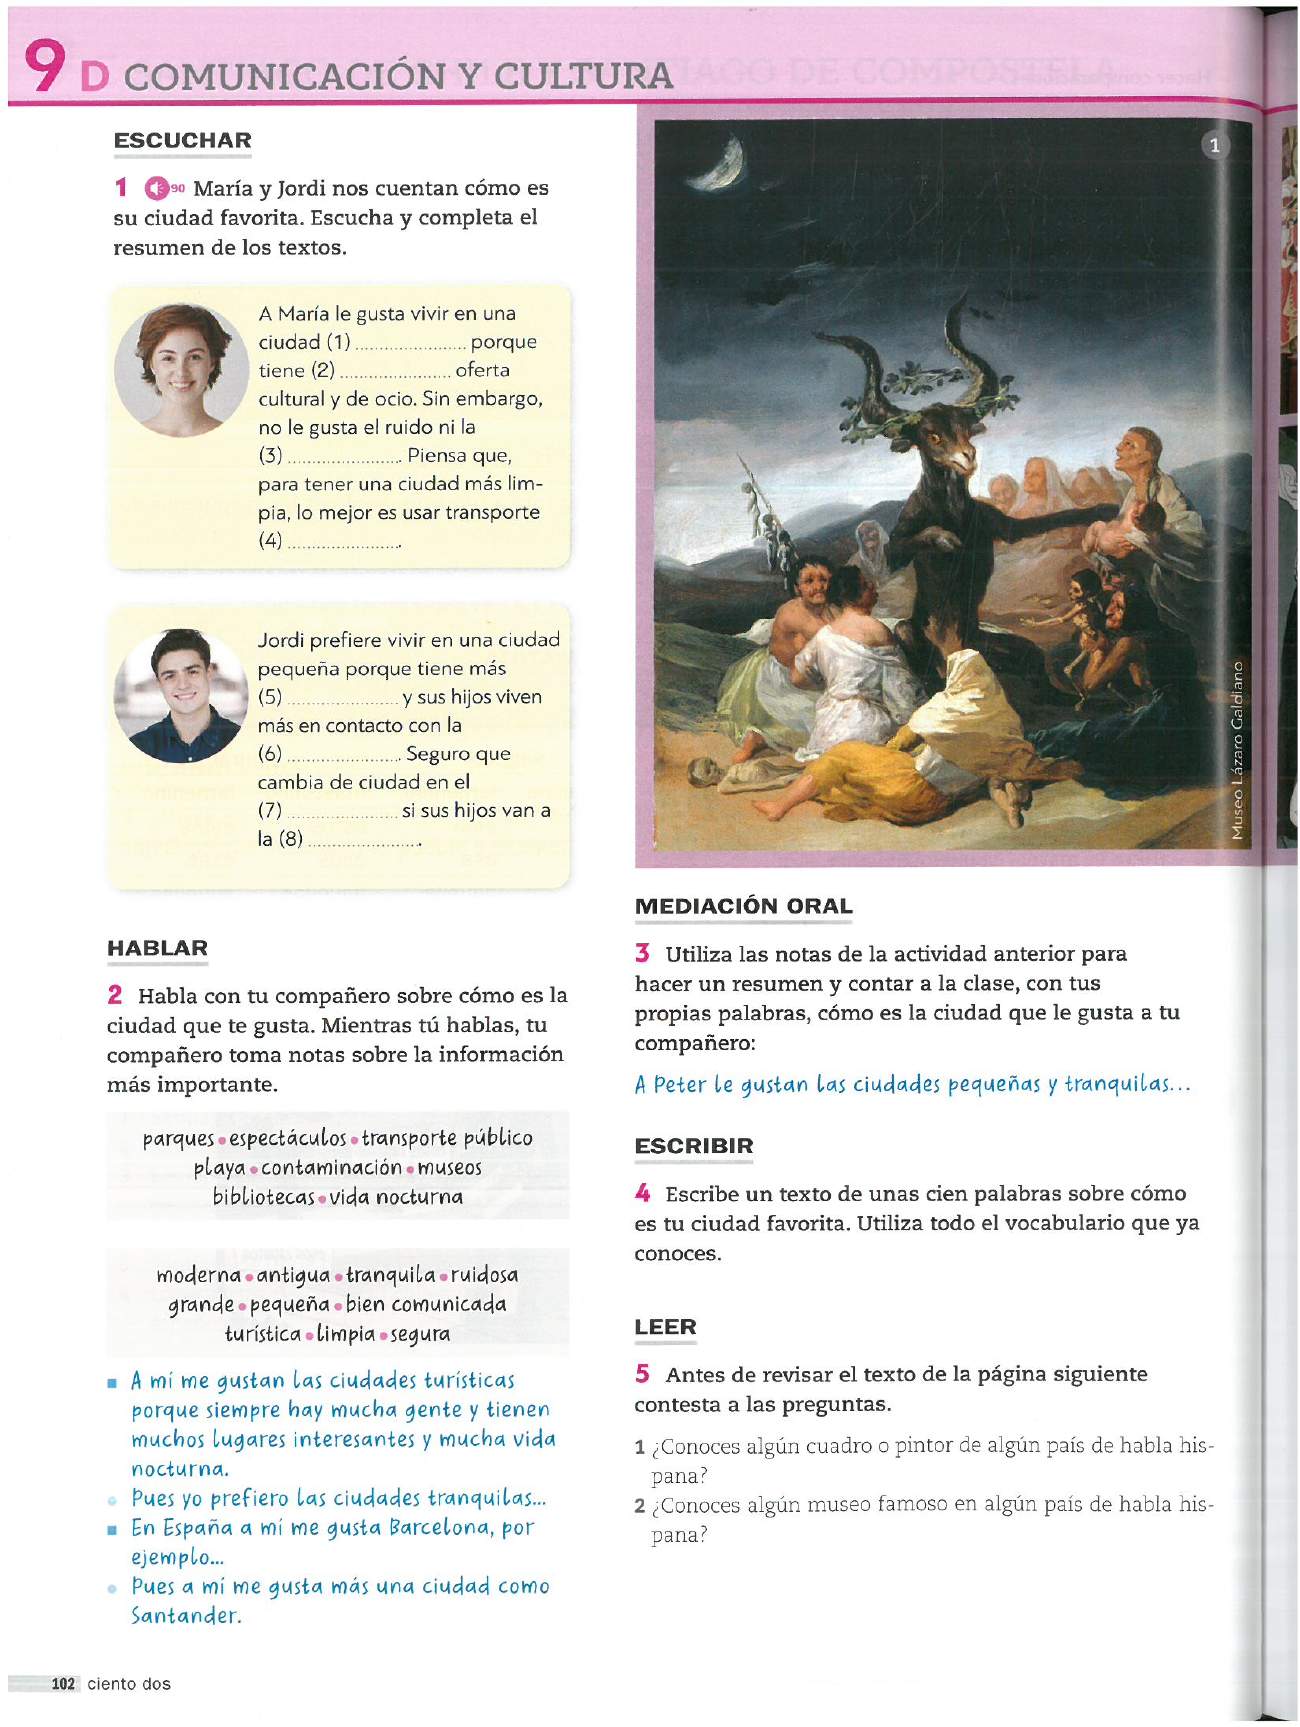 9 D COMUNICACIÓN Y CULTURA
ESCUCHAR
1 90 María y Jordi nos cuentan cómo es
su ciudad favorita. Escucha y completa el
resumen de los textos.
A María le gusta vivir en una
ciudad (1) ...................... porque
tiene (2) ...................... oferta
cultural y de ocio. Sin embargo,
no le gusta el ruido ni la
(3) ...................... . Piensa que,
para tener una ciudad más lim-
pia, lo mejor es usar transporte
(4) ...................... .
Jordi prefiere vivir en una ciudad
pequeña porque tiene más
(5) ...................... y sus hijos viven
más en contacto con la
(6) ...................... . Seguro que
cambia de ciudad en el
(7) ...................... si sus hijos van a
la (8) ...................... .
HABLAR
2 Habla con tu compañero sobre cómo es la
ciudad que te gusta. Mientras tú hablas, tu
compañero toma notas sobre la información
más importante.
parques • espectáculos • transporte público
playa • contaminación • museos
bibliotecas • vida nocturna
moderna • antigua • tranquila • ruidosa
grande • pequeña • bien comunicada
turística • limpia • segura
■ A mí me gustan las ciudades turísticas
porque siempre hay mucha gente y tienen
muchos lugares interesantes y mucha vida
nocturna.
● Pues yo prefiero las ciudades tranquilas...
■ En España a mí me gusta Barcelona, por
ejemplo...
● Pues a mí me gusta más una ciudad como
Santander.
102 ciento dos
1
Museo Lázaro Galdiano
MEDIACIÓN ORAL
3 Utiliza las notas de la actividad anterior para
hacer un resumen y contar a la clase, con tus
propias palabras, cómo es la ciudad que le gusta a tu
compañero:
A Peter le gustan las ciudades pequeñas y tranquilas...
ESCRIBIR
4 Escribe un texto de unas cien palabras sobre cómo
es tu ciudad favorita. Utiliza todo el vocabulario que ya
conoces.
LEER
5 Antes de revisar el texto de la página siguiente
contesta a las preguntas.
1 ¿Conoces algún cuadro o pintor de algún país de habla his-
pana?
2 ¿Conoces algún museo famoso en algún país de habla his-
pana?